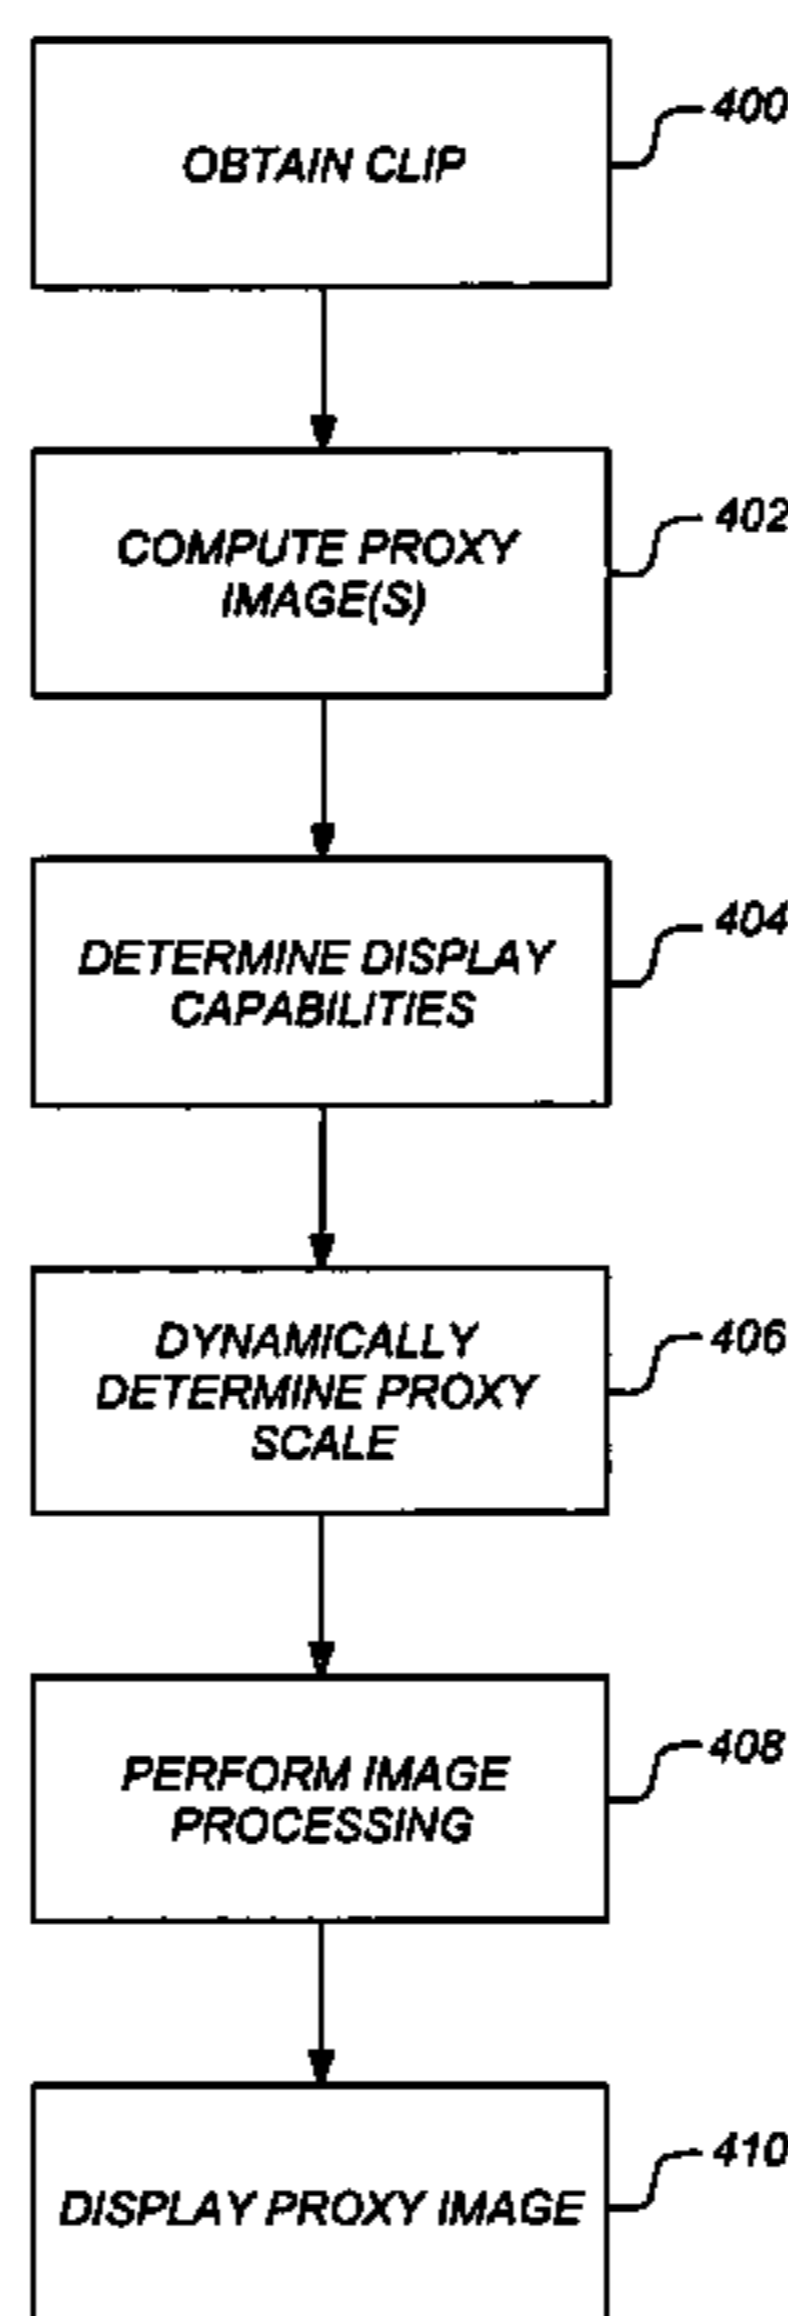 OBTAIN CLIP
400
COMPUTE PROXY
IMAGE(S)
402
DETERMINE DISPLAY
CAPABILITIES
404
DYNAMICALLY
DETERMINE PROXY
SCALE
406
PERFORM IMAGE
PROCESSING
408
DISPLAY PROXY IMAGE
410